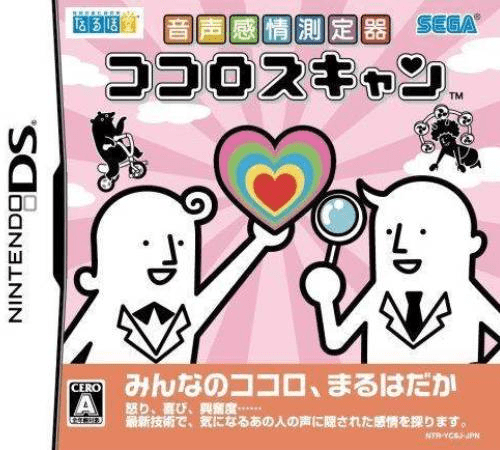 なるほ堂
音声感情測定器
SEGA
ココロスキャン
TM
NINTENDO DS
みんなのココロ、まるはだか
CERO
A
怒り、喜び、興奮度……
最新技術で、気になるあの人の声に隠された感情を探ります。
NTR-YC6J-JPN